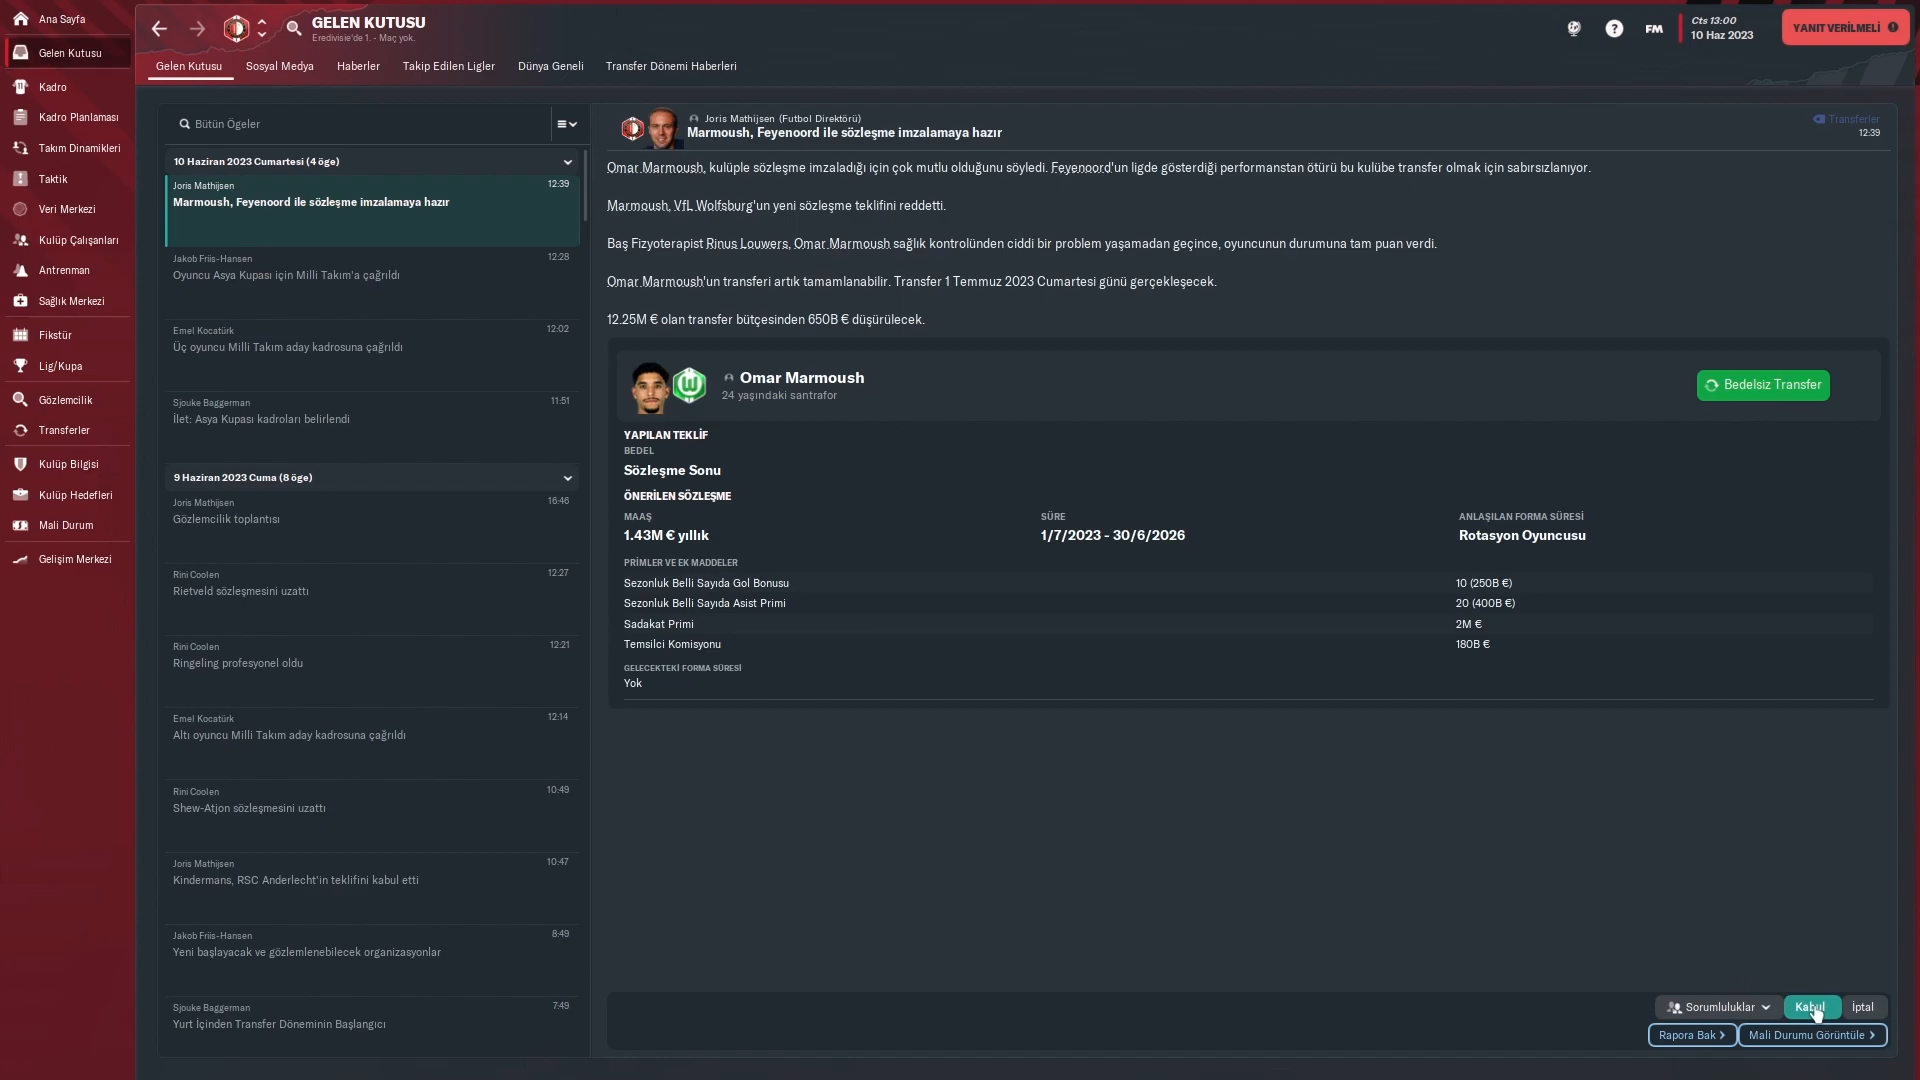 Ana Sayfa
Gelen Kutusu
Kadro
Kadro Planlaması
Takım Dinamikleri
Taktik
Veri Merkezi
Kulüp Çalışanları
Antrenman
Sağlık Merkezi
Fikstür
Lig/Kupa
Gözlemcilik
Transferler
Kulüp Bilgisi
Kulüp Hedefleri
Mali Durum
Gelişim Merkezi
GELEN KUTUSU
Eredivisie'de 1. - Maç yok.
FM
Cts 13:00
10 Haz 2023
YANIT VERİLMELİ
Gelen Kutusu
Sosyal Medya
Haberler
Takip Edilen Ligler
Dünya Geneli
Transfer Dönemi Haberleri
Bütün Ögeler
10 Haziran 2023 Cumartesi (4 öge)
Joris Mathijsen 12:39
Marmoush, Feyenoord ile sözleşme imzalamaya hazır
Jakob Friis-Hansen 12:28
Oyuncu Asya Kupası için Milli Takım'a çağrıldı
Emel Kocatürk 12:02
Üç oyuncu Milli Takım aday kadrosuna çağrıldı
Sjouke Baggerman 11:51
İlet: Asya Kupası kadroları belirlendi
9 Haziran 2023 Cuma (8 öge)
Joris Mathijsen 16:46
Gözlemcilik toplantısı
Rini Coolen 12:27
Rietveld sözleşmesini uzattı
Rini Coolen 12:21
Ringeling profesyonel oldu
Emel Kocatürk 12:14
Altı oyuncu Milli Takım aday kadrosuna çağrıldı
Rini Coolen 10:49
Shew-Atjon sözleşmesini uzattı
Joris Mathijsen 10:47
Kindermans, RSC Anderlecht'in teklifini kabul etti
Jakob Friis-Hansen 8:49
Yeni başlayacak ve gözlemlenebilecek organizasyonlar
Sjouke Baggerman 7:49
Yurt İçinden Transfer Döneminin Başlangıcı
Joris Mathijsen (Futbol Direktörü)
Marmoush, Feyenoord ile sözleşme imzalamaya hazır
Transferler
12:39
Omar Marmoush, kulüple sözleşme imzaladığı için çok mutlu olduğunu söyledi. Feyenoord'un ligde gösterdiği performanstan ötürü bu kulübe transfer olmak için sabırsızlanıyor.
Marmoush, VfL Wolfsburg'un yeni sözleşme teklifini reddetti.
Baş Fizyoterapist Rinus Louwers, Omar Marmoush sağlık kontrolünden ciddi bir problem yaşamadan geçince, oyuncunun durumuna tam puan verdi.
Omar Marmoush'un transferi artık tamamlanabilir. Transfer 1 Temmuz 2023 Cumartesi günü gerçekleşecek.
12.25M € olan transfer bütçesinden 650B € düşürülecek.
Omar Marmoush
24 yaşındaki santrafor
Bedelsiz Transfer
YAPILAN TEKLİF
BEDEL
Sözleşme Sonu
ÖNERİLEN SÖZLEŞME
MAAŞ
1.43M € yıllık
SÜRE
1/7/2023 - 30/6/2026
ANLAŞILAN FORMA SÜRESİ
Rotasyon Oyuncusu
PRİMLER VE EK MADDELER
Sezonluk Belli Sayıda Gol Bonusu 10 (250B €)
Sezonluk Belli Sayıda Asist Primi 20 (400B €)
Sadakat Primi 2M €
Temsilci Komisyonu 180B €
GELECEKTEKİ FORMA SÜRESİ
Yok
Sorumluluklar
Kabul
İptal
Rapora Bak
Mali Durumu Görüntüle